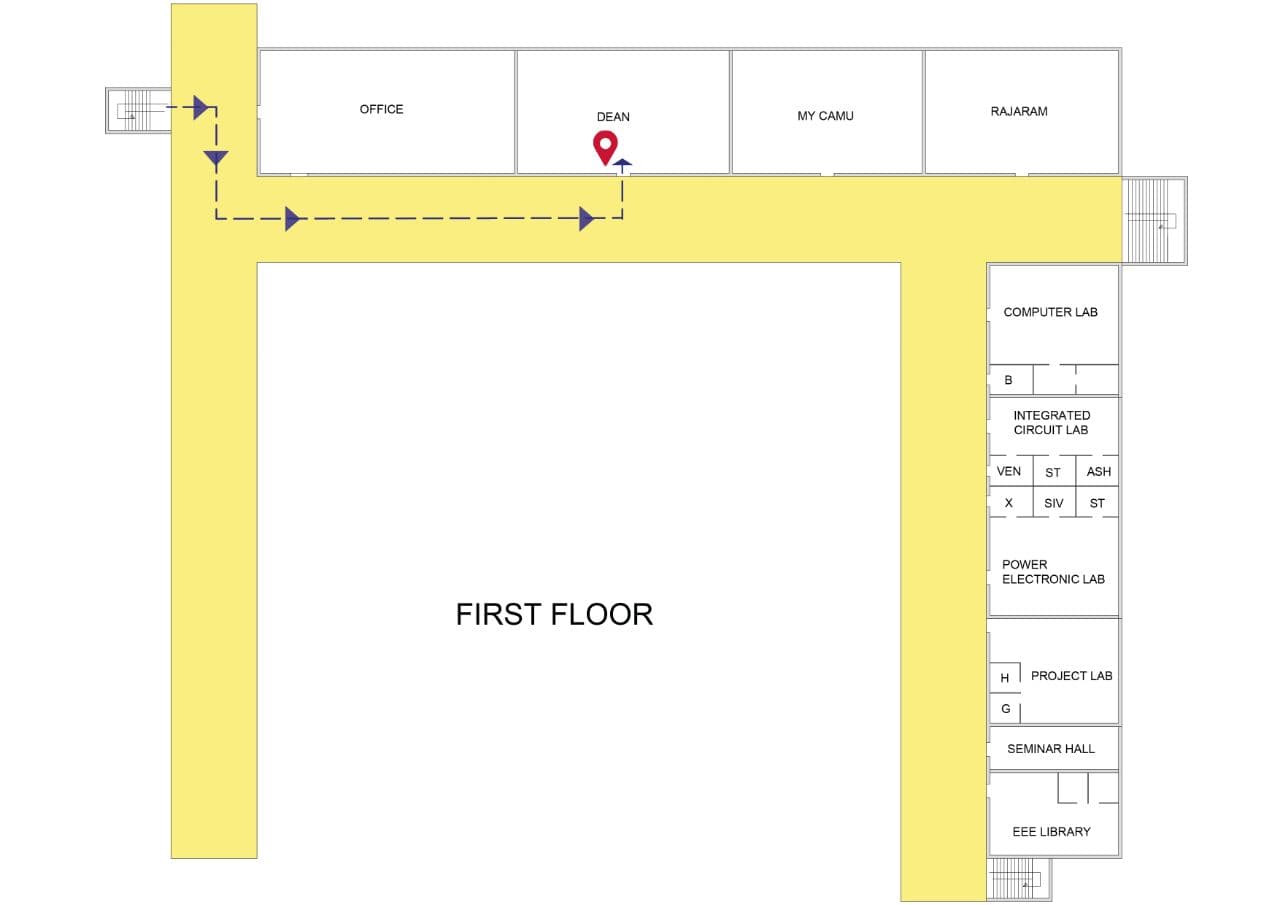 OFFICE
DEAN
MY CAMU
RAJARAM
COMPUTER LAB
B
INTEGRATED
CIRCUIT LAB
VEN
ST
ASH
X
SIV
ST
POWER
ELECTRONIC LAB
FIRST FLOOR
PROJECT LAB
H
G
SEMINAR HALL
EEE LIBRARY